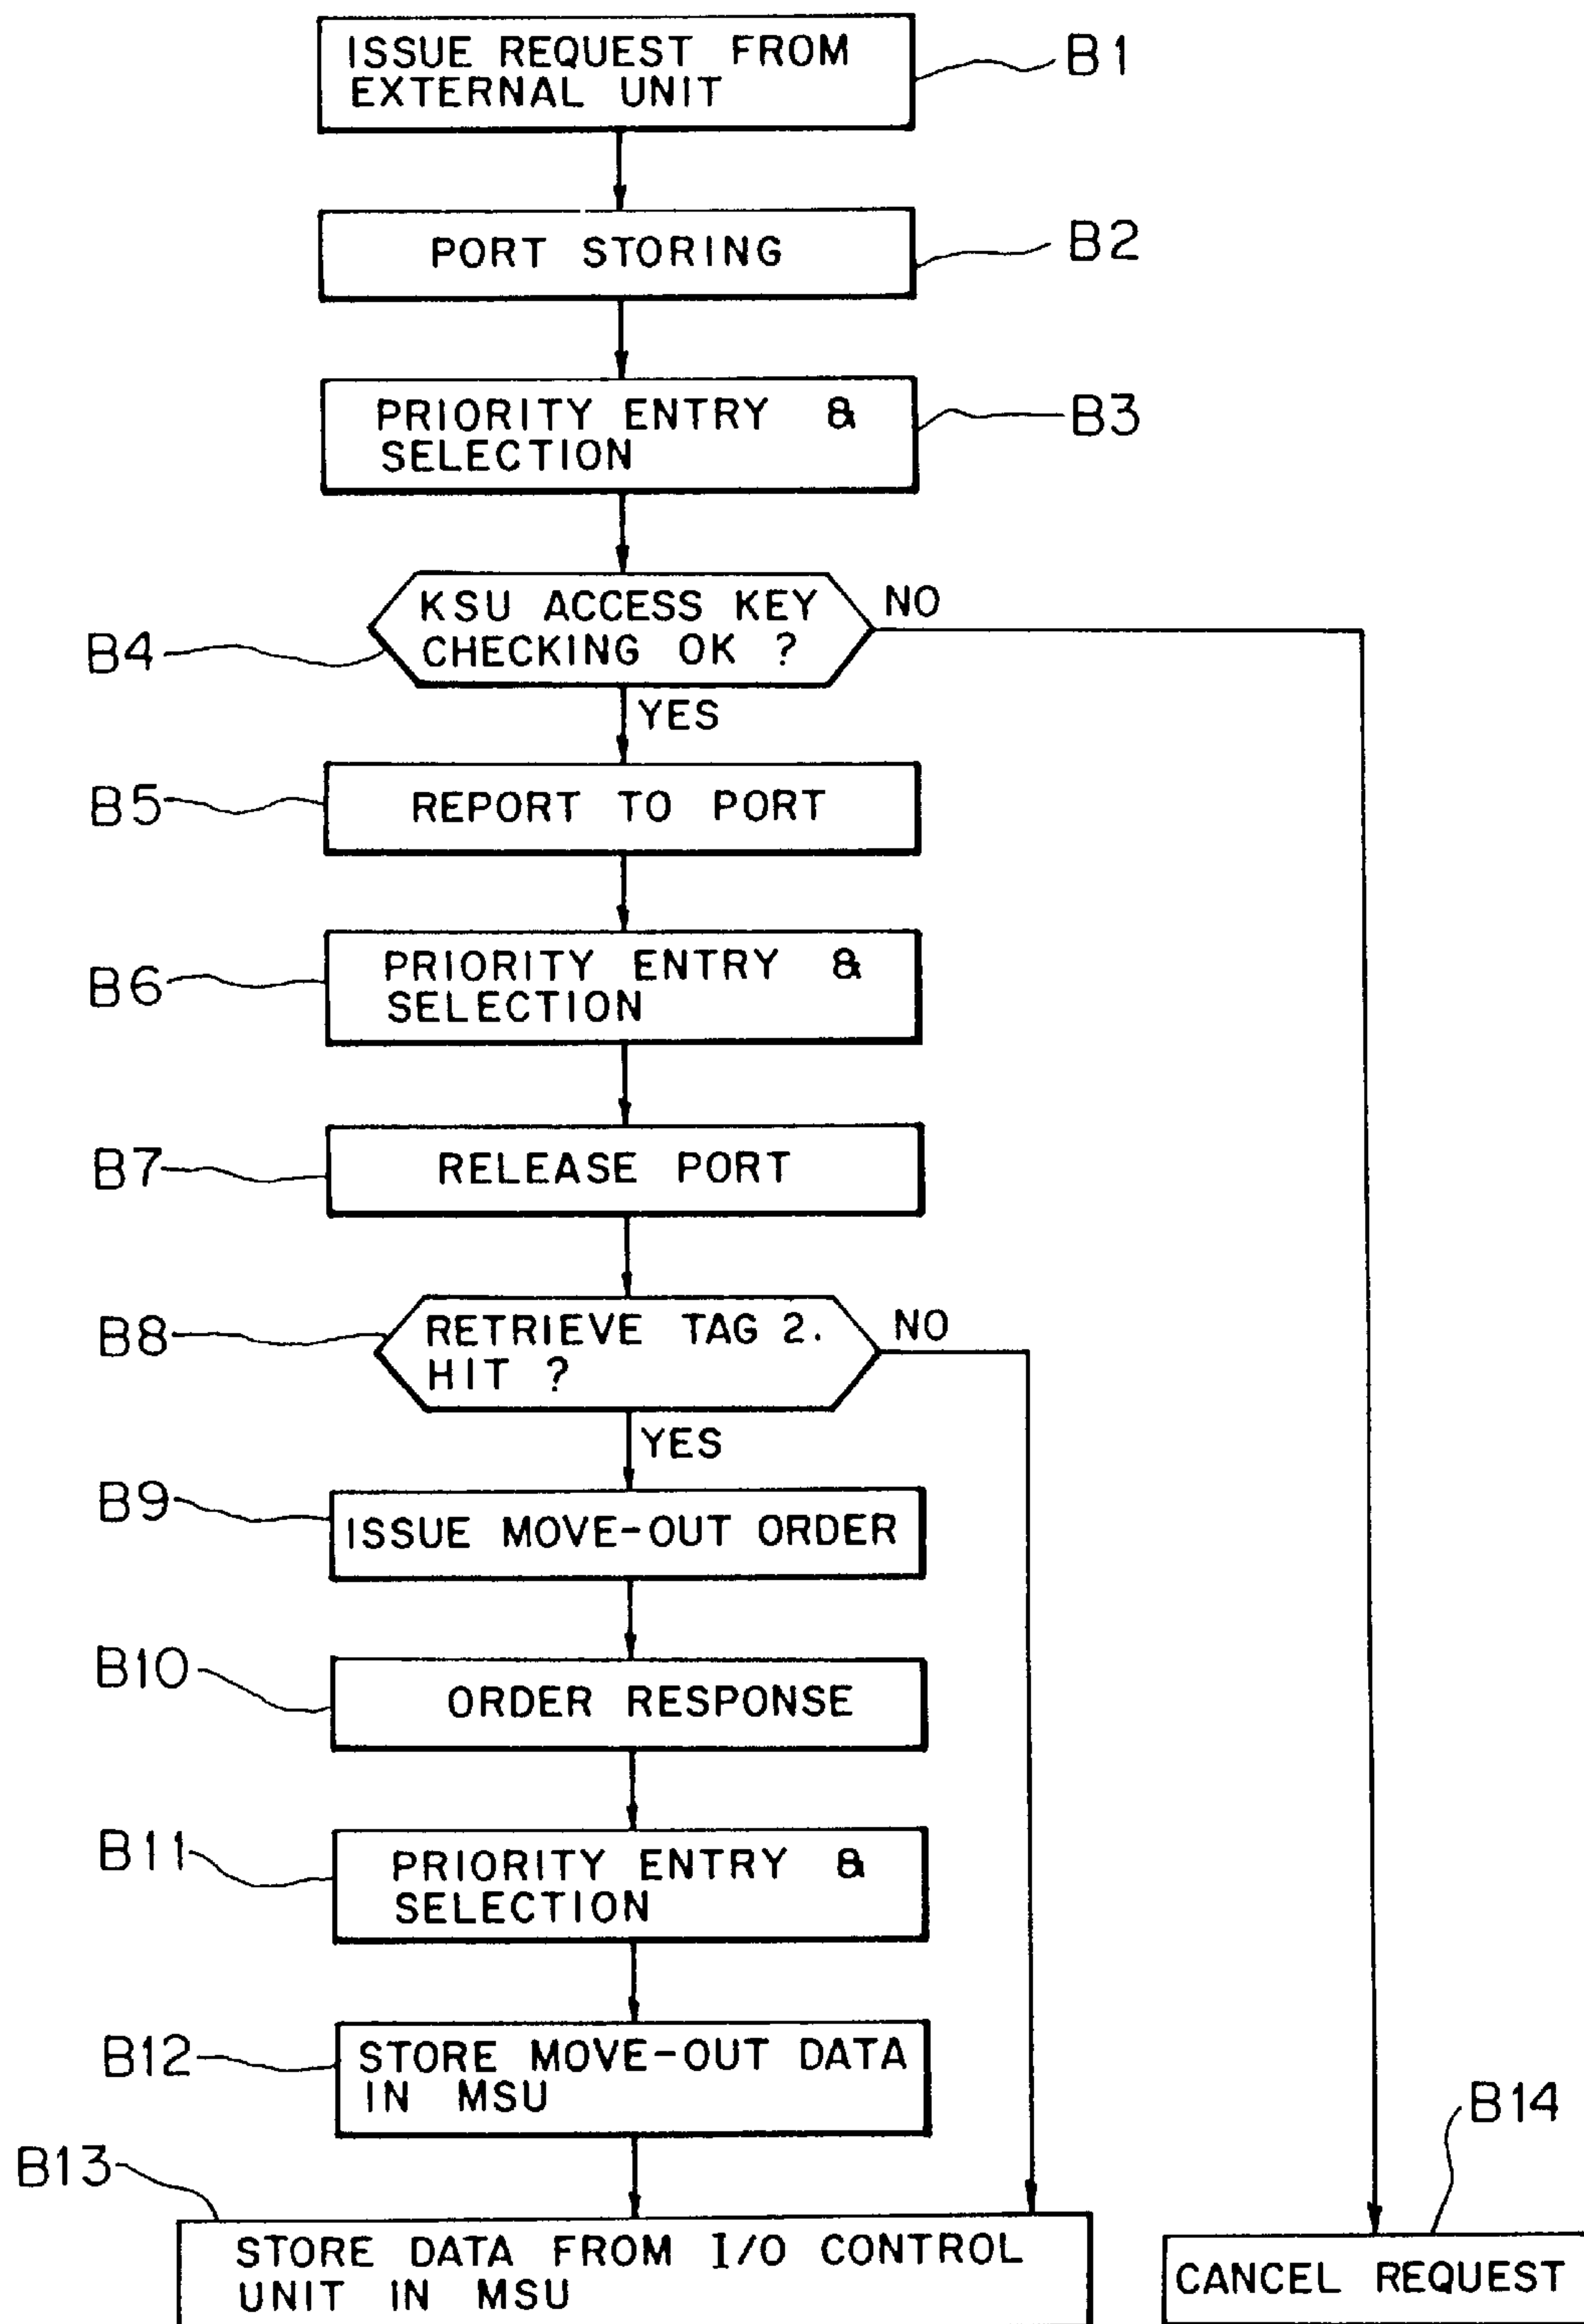 ISSUE REQUEST FROM
EXTERNAL UNIT
B1
PORT STORING
B2
PRIORITY ENTRY &
SELECTION
B3
KSU ACCESS KEY
CHECKING OK ?
NO
B4
YES
B5
REPORT TO PORT
B6
PRIORITY ENTRY &
SELECTION
B7
RELEASE PORT
B8
RETRIEVE TAG 2.
HIT ?
NO
YES
B9
ISSUE MOVE-OUT ORDER
B10
ORDER RESPONSE
B11
PRIORITY ENTRY &
SELECTION
B12
STORE MOVE-OUT DATA
IN MSU
B13
STORE DATA FROM I/O CONTROL
UNIT IN MSU
B14
CANCEL REQUEST